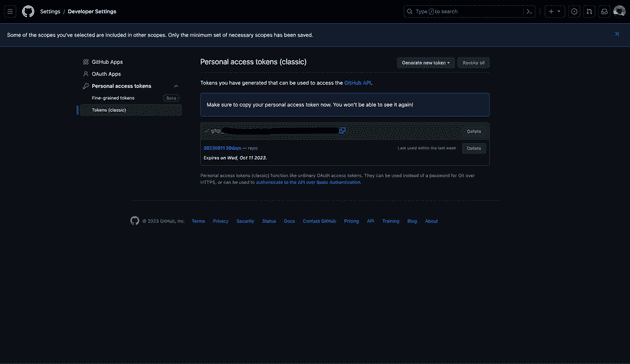 Settings / Developer Settings
Type / to search
Some of the scopes you've selected are included in other scopes. Only the minimum set of necessary scopes has been saved.
GitHub Apps
OAuth Apps
Personal access tokens
Fine-grained tokens Beta
Tokens (classic)
Personal access tokens (classic)
Generate new token
Revoke all
Tokens you have generated that can be used to access the GitHub API.
Make sure to copy your personal access token now. You won't be able to see it again!
Delete
30days — repo
Last used within the last week
Delete
Expires on Wed, Oct 11 2023.
Personal access tokens (classic) function like ordinary OAuth access tokens. They can be used instead of a password for Git over
HTTPS, or can be used to authenticate to the API over Basic Authentication.
© 2023 GitHub, Inc. Terms Privacy Security Status Docs Contact GitHub Pricing API Training Blog About